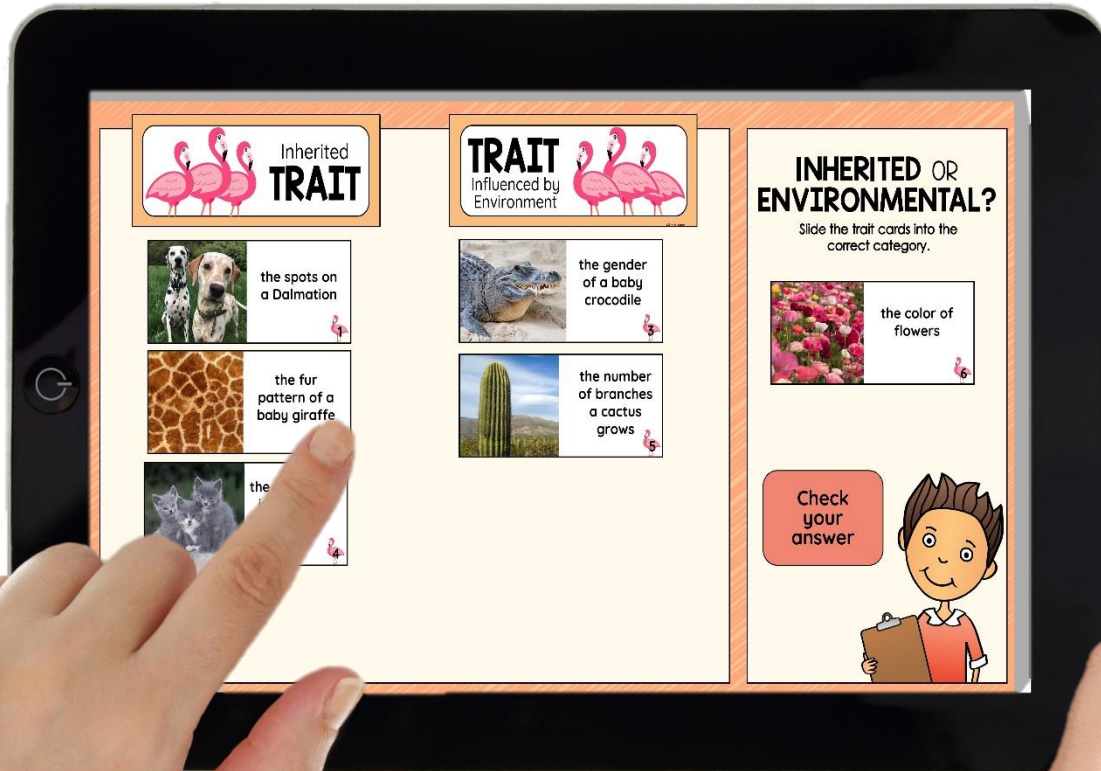 Inherited
TRAIT
TRAIT
Influenced by
Environment
the spots on
a Dalmation
1
the fur
pattern of a
baby giraffe
the
4
the gender
of a baby
crocodile
3
the number
of branches
a cactus
grows
5
INHERITED OR
ENVIRONMENTAL?
Slide the trait cards into the
correct category.
the color of
flowers
6
Check
your
answer